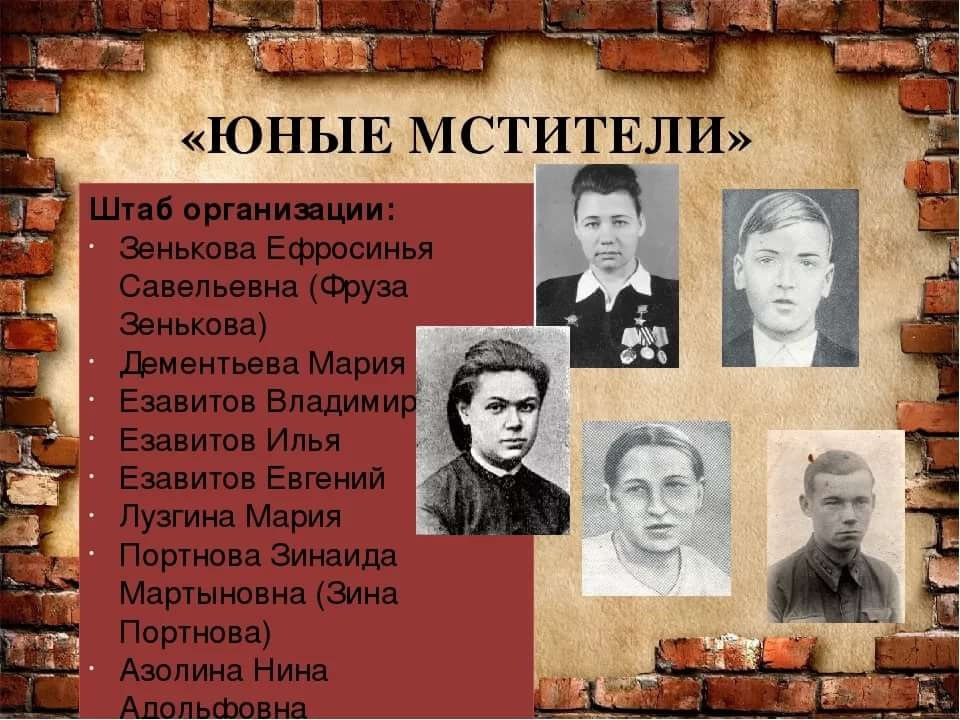 «ЮНЫЕ МСТИТЕЛИ»
Штаб организации:
Зенькова Ефросинья
Савельевна (Фруза
Зенькова)
Дементьева Мария
Езавитов Владимир
Езавитов Илья
Езавитов Евгений
Лузгина Мария
Портнова Зинаида
Мартыновна (Зина
Портнова)
Азолина Нина
Адольфовна